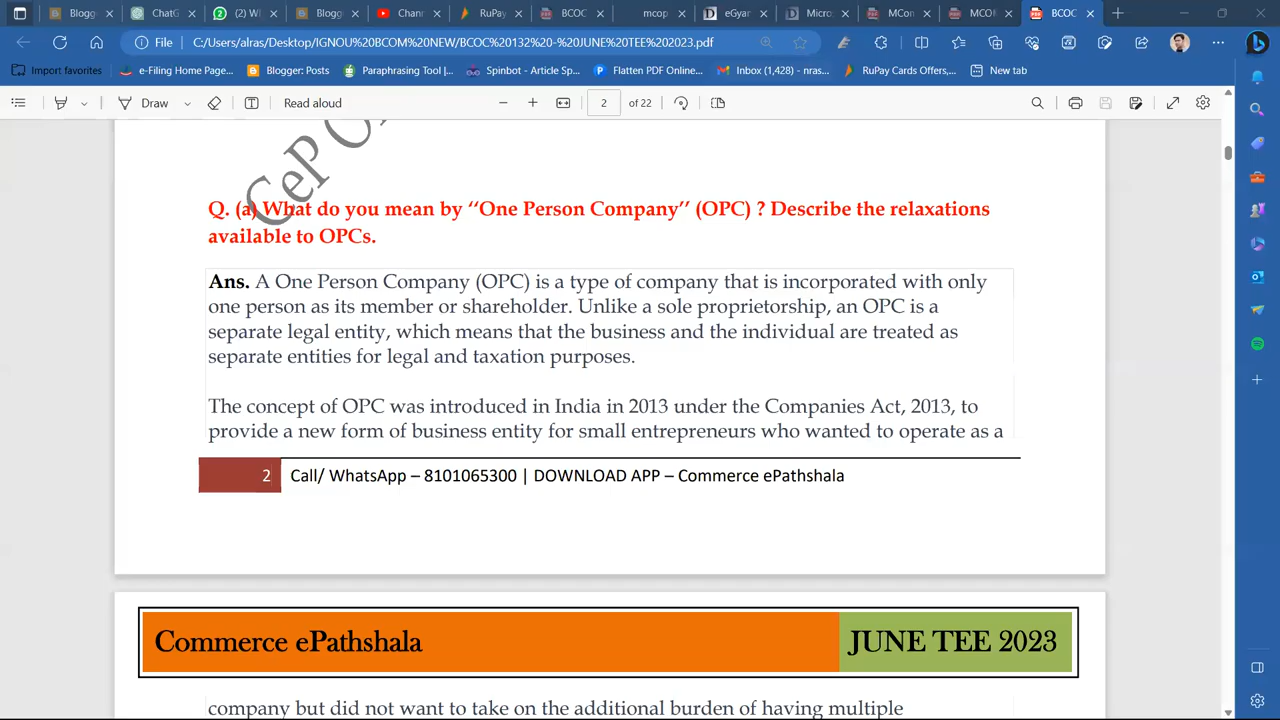 Blogg
ChatG
(2) W
Blogg
Chann
RuPay
BCOC
mcop
eGyar
Micro
MCon
MCOF
BCOC
File
C:/Users/alras/Desktop/IGNOU%20BCOM%20NEW/BCOC%20132%20-%20JUNE%20TEE%202023.pdf
Import favorites
e-Filing Home Page...
Blogger: Posts
Paraphrasing Tool |...
Spinbot - Article Sp...
Flatten PDF Online...
Inbox (1,428) - nras...
RuPay Cards Offers,...
New tab
Draw
Read aloud
2 of 22
CeP O
Q. (a) What do you mean by ‘‘One Person Company’’ (OPC) ? Describe the relaxations
available to OPCs.
Ans. A One Person Company (OPC) is a type of company that is incorporated with only
one person as its member or shareholder. Unlike a sole proprietorship, an OPC is a
separate legal entity, which means that the business and the individual are treated as
separate entities for legal and taxation purposes.
The concept of OPC was introduced in India in 2013 under the Companies Act, 2013, to
provide a new form of business entity for small entrepreneurs who wanted to operate as a
2 Call/ WhatsApp – 8101065300 | DOWNLOAD APP – Commerce ePathshala
Commerce ePathshala JUNE TEE 2023
company but did not want to take on the additional burden of having multiple